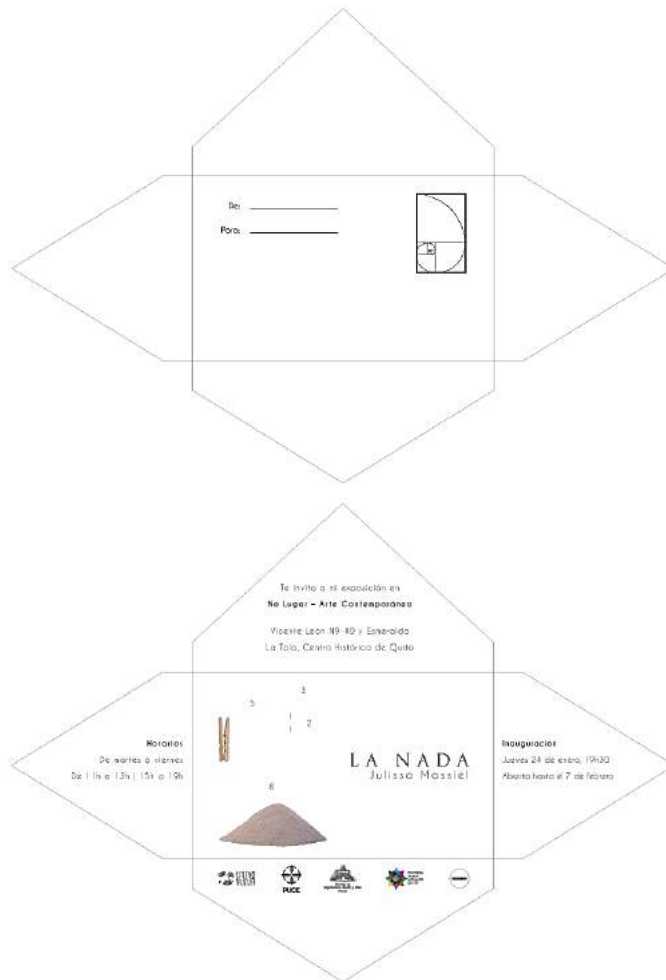 De:
Para:
Te invito a mi exposición en
No Lugar – Arte Contemporáneo
Vicente León N9-40 y Esmeralda
La Tola, Centro Histórico de Quito
3
5
2
8
Horarios
De martes a viernes
De 11h a 13h | 15h a 19h
LA NADA
Julissa Massiel
Inauguración
Jueves 24 de enero, 19h30
Abierta hasta el 7 de febrero
PUCE